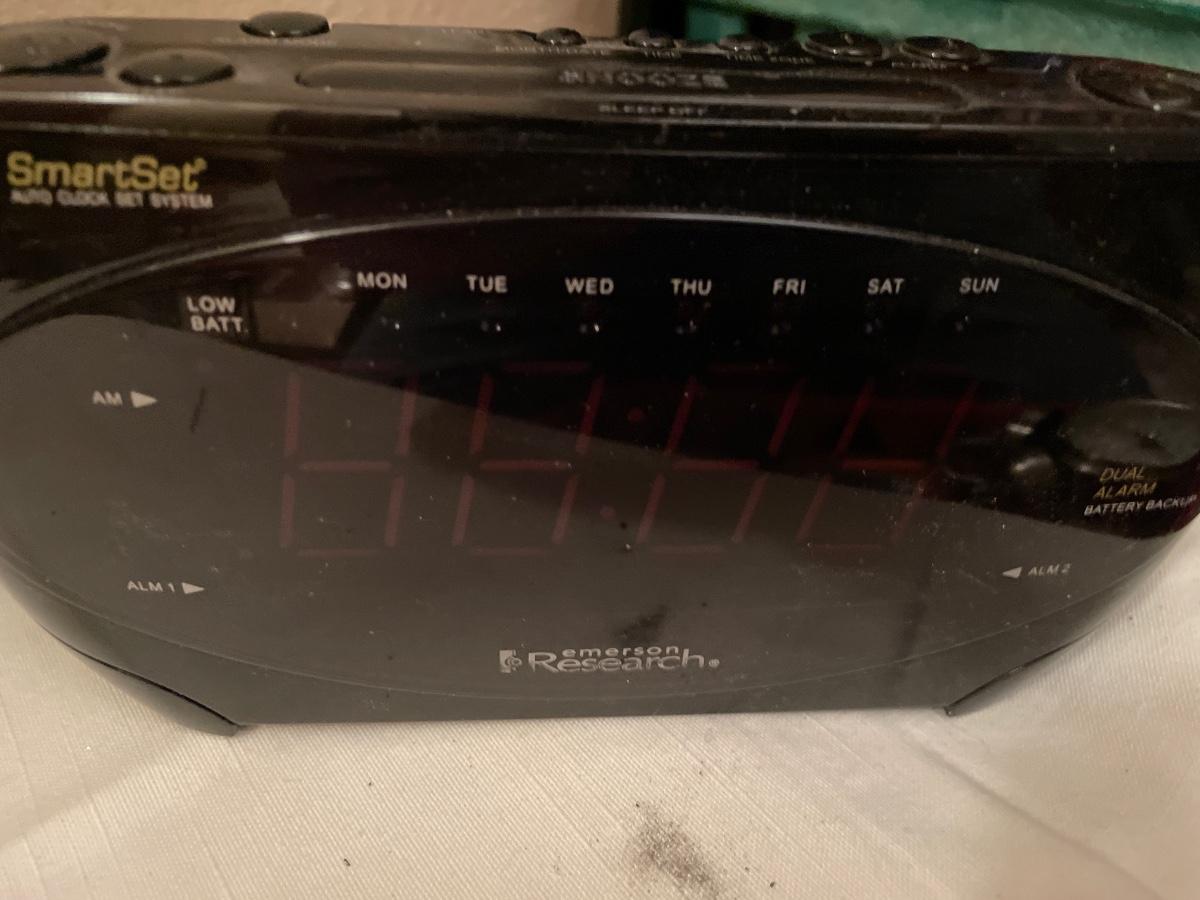 SNOOZE
SLEEP OFF
SmartSet
AUTO CLOCK SET SYSTEM
MON TUE WED THU FRI SAT SUN
LOW
BATT.
AM
DUAL
ALARM
BATTERY BACKUP
ALM 1
ALM 2
emerson
Research